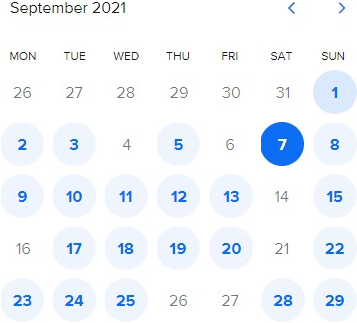 September 2021
MON TUE WED THU FRI SAT SUN
26 27 28 29 30 31 1
2 3 4 5 6 7 8
9 10 11 12 13 14 15
16 17 18 19 20 21 22
23 24 25 26 27 28 29